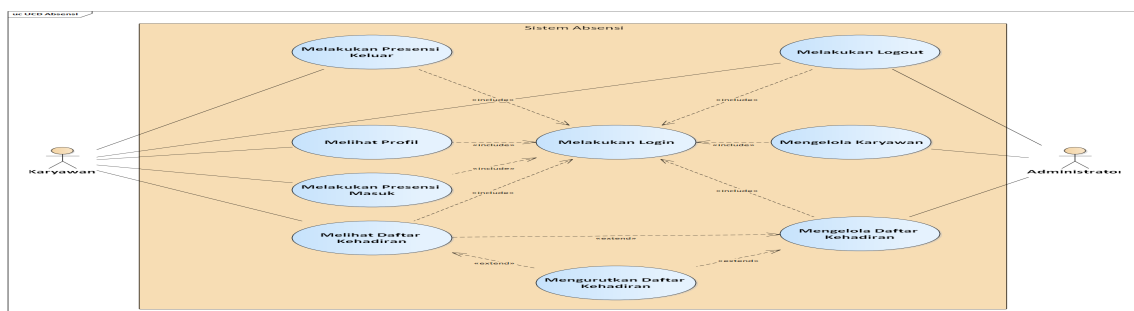 uc UCD Absensi
Sistem Absensi
Melakukan Presensi
Keluar
Melakukan Logout
«include»
«include»
Melihat Profil
«include»
Melakukan Login
«include»
Mengelola Karyawan
Karyawan
Administrator
Melakukan Presensi
Masuk
«include»
«include»
«include»
Melihat Daftar
Kehadiran
«extend»
Mengelola Daftar
Kehadiran
«extend»
«extend»
Mengurutkan Daftar
Kehadiran